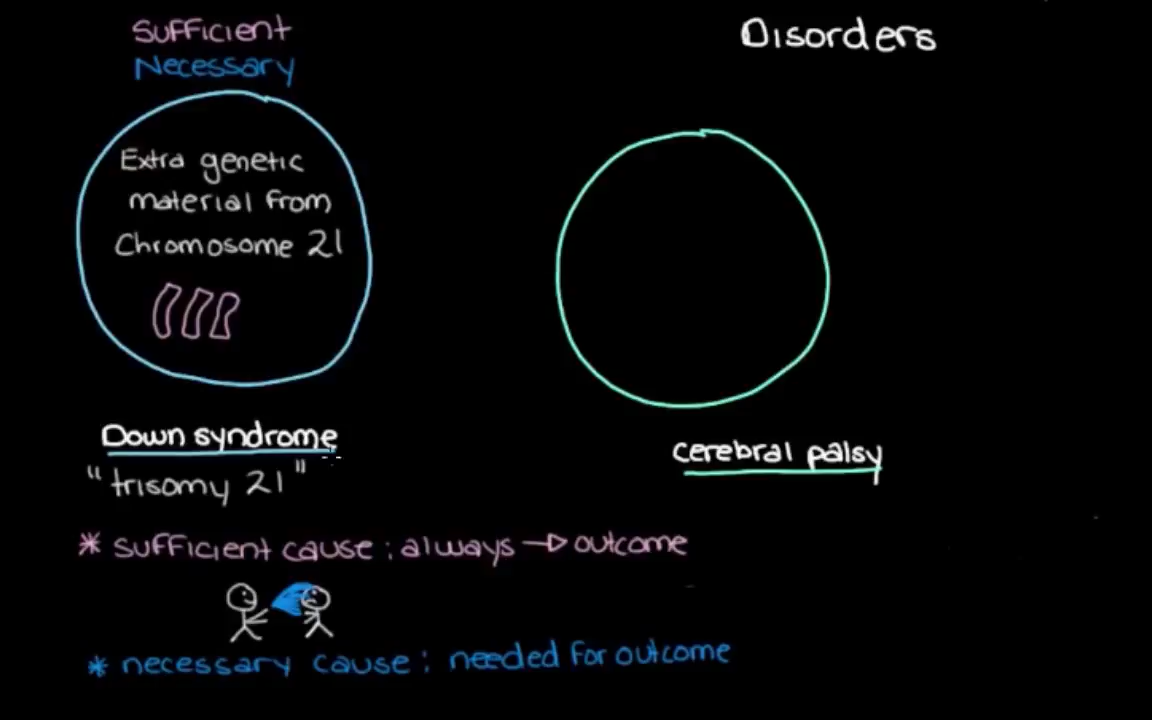 Sufficient
Necessary
Disorders
Extra genetic
material from
Chromosome 21
Down syndrome
"trisomy 21"
cerebral palsy
* sufficient cause : always → outcome
* necessary cause : needed for outcome